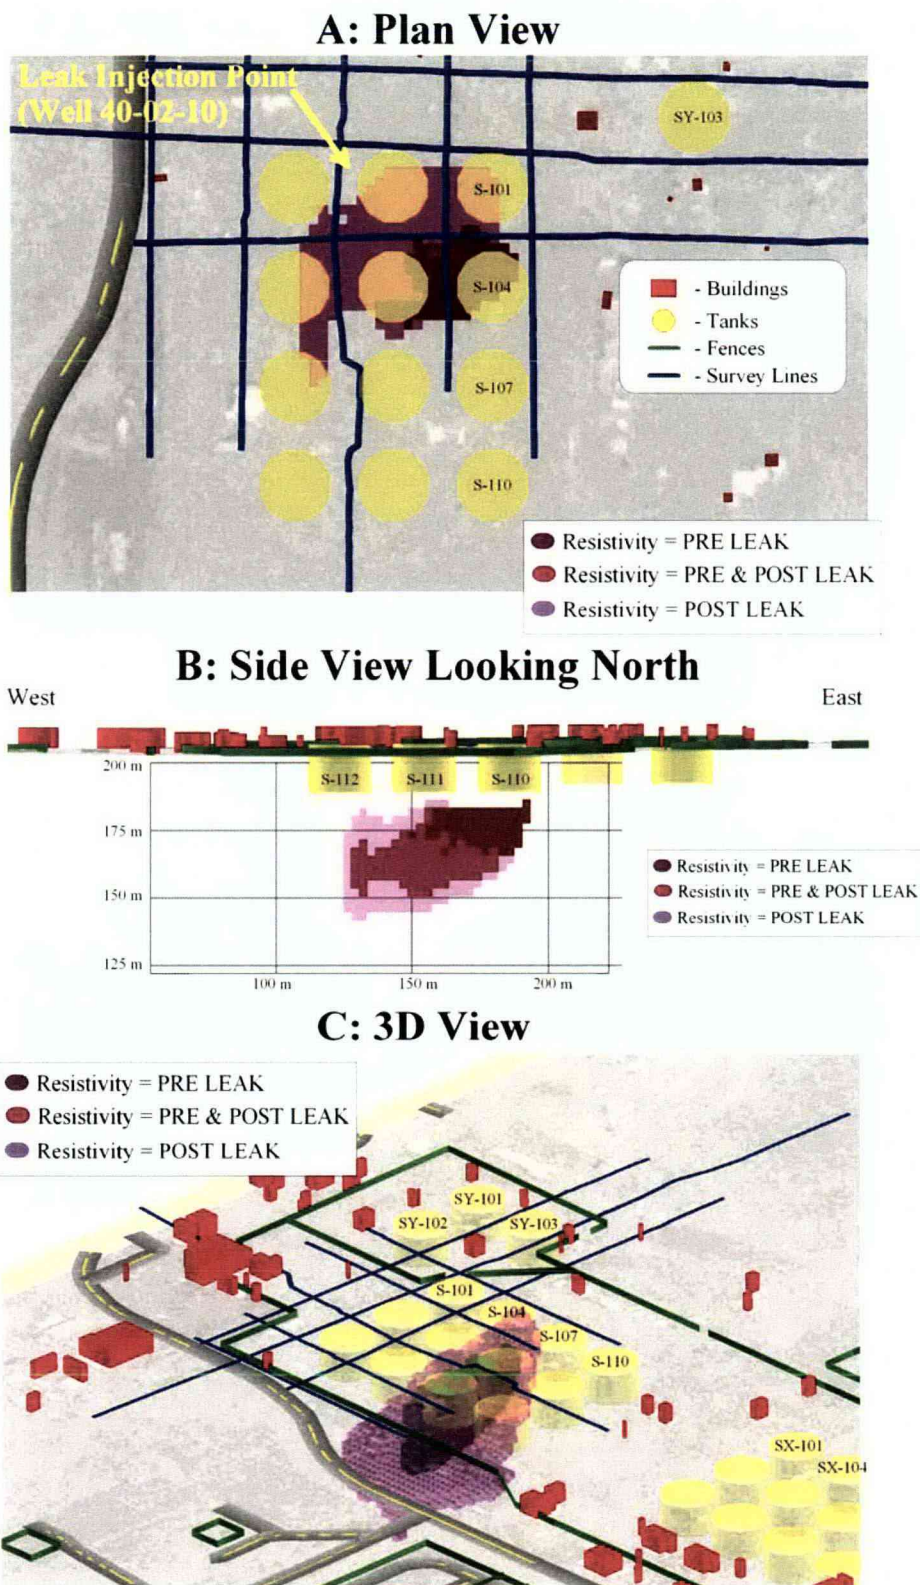 A: Plan View
Leak Injection Point
(Well 40-02-10)
SY-103
S-101
S-104
S-107
S-110
- Buildings
- Tanks
- Fences
- Survey Lines
Resistivity = PRE LEAK
Resistivity = PRE & POST LEAK
Resistivity = POST LEAK
B: Side View Looking North
West
East
200 m
S-112
S-111
S-110
175 m
150 m
125 m
100 m
150 m
200 m
Resistivity = PRE LEAK
Resistivity = PRE & POST LEAK
Resistivity = POST LEAK
C: 3D View
Resistivity = PRE LEAK
Resistivity = PRE & POST LEAK
Resistivity = POST LEAK
SY-101
SY-102
SY-103
S-101
S-104
S-107
S-110
SX-101
SX-104